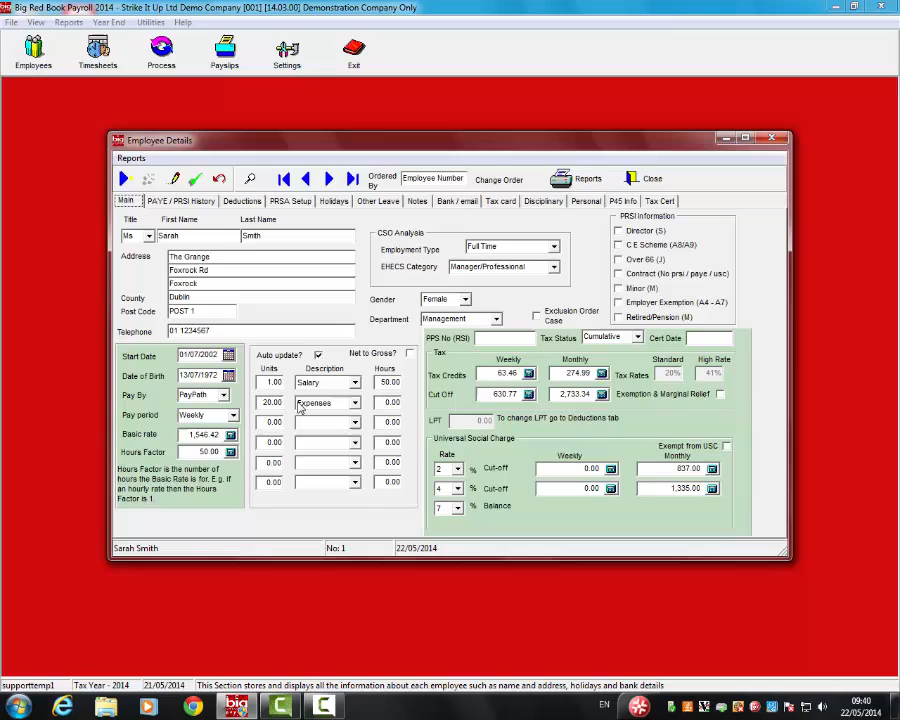 Big Red Book Payroll 2014 - Strike It Up Ltd Demo Company [001] [14.03.00] Demonstration Company Only
File View Reports Year End Utilities Help
Employees Timesheets Process Payslips Settings Exit
Employee Details
Reports
Ordered By Employee Number Change Order Reports Close
Main PAYE / PRSI History Deductions PRSA Setup Holidays Other Leave Notes Bank / email Tax card Disciplinary Personal P45 Info Tax Cert
Title First Name Last Name
Ms Sarah Smith
Address The Grange
Foxrock Rd
Foxrock
County Dublin
Post Code POST 1
Telephone 01 1234567
CSO Analysis
Employment Type Full Time
EHECS Category Manager/Professional
Gender Female
Department Management
Exclusion Order Case
PRSI Information
Director (S)
C E Scheme (A8/A9)
Over 66 (J)
Contract (No prsi / paye / usc)
Minor (M)
Employer Exemption (A4 - A7)
Retired/Pension (M)
Start Date 01/07/2002
Date of Birth 13/07/1972
Pay By PayPath
Pay period Weekly
Basic rate 1,546.42
Hours Factor 50.00
Hours Factor is the number of
hours the Basic Rate is for. E.g. if
an hourly rate then the Hours
Factor is 1.
Auto update? Net to Gross?
Units Description Hours
1.00 Salary 50.00
20.00 Expenses 0.00
0.00 0.00
0.00 0.00
0.00 0.00
0.00 0.00
PPS No (RSI) Tax Status Cumulative Cert Date
Tax Weekly Monthly Standard High Rate
Tax Credits 63.46 274.99 Tax Rates 20% 41%
Cut Off 630.77 2,733.34 Exemption & Marginal Relief
LPT 0.00 To change LPT go to Deductions tab
Universal Social Charge
Exempt from USC
Rate Weekly Monthly
2 % Cut-off 0.00 837.00
4 % Cut-off 0.00 1,335.00
7 % Balance
Sarah Smith No: 1 22/05/2014
supporttemp1 Tax Year - 2014 21/05/2014 This Section stores and displays all the information about each employee such as name and address, holidays and bank details
EN
09:40
22/05/2014